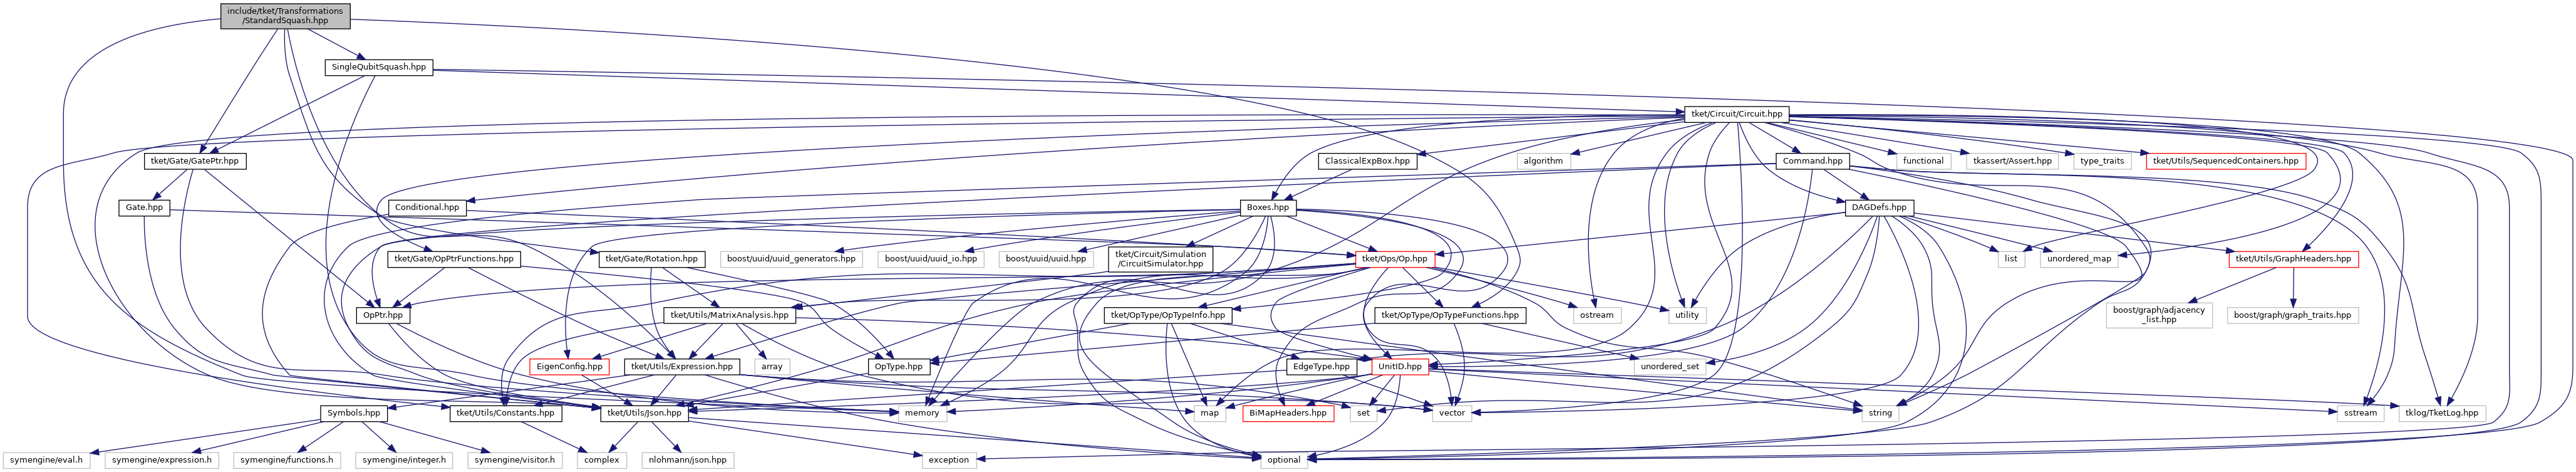 include/tket/Transformations
/StandardSquash.hpp
SingleQubitSquash.hpp
tket/Circuit/Circuit.hpp
tket/Gate/GatePtr.hpp
ClassicalExpBox.hpp
algorithm
Command.hpp
functional
tkassert/Assert.hpp
type_traits
tket/Utils/SequencedContainers.hpp
Gate.hpp
Conditional.hpp
Boxes.hpp
DAGDefs.hpp
tket/Gate/OpPtrFunctions.hpp
tket/Gate/Rotation.hpp
boost/uuid/uuid_generators.hpp
boost/uuid/uuid_io.hpp
boost/uuid/uuid.hpp
tket/Circuit/Simulation
/CircuitSimulator.hpp
tket/Ops/Op.hpp
list
unordered_map
tket/Utils/GraphHeaders.hpp
OpPtr.hpp
tket/Utils/MatrixAnalysis.hpp
tket/OpType/OpTypeInfo.hpp
tket/OpType/OpTypeFunctions.hpp
ostream
utility
boost/graph/adjacency
_list.hpp
boost/graph/graph_traits.hpp
EigenConfig.hpp
tket/Utils/Expression.hpp
array
OpType.hpp
EdgeType.hpp
UnitID.hpp
unordered_set
Symbols.hpp
tket/Utils/Constants.hpp
tket/Utils/Json.hpp
memory
map
BiMapHeaders.hpp
set
vector
string
sstream
tklog/TketLog.hpp
symengine/eval.h
symengine/expression.h
symengine/functions.h
symengine/integer.h
symengine/visitor.h
complex
nlohmann/json.hpp
exception
optional